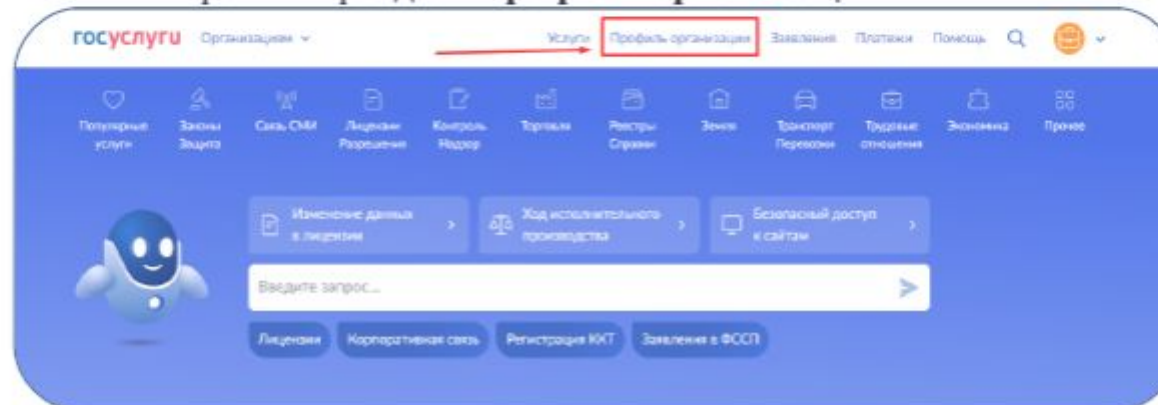 госуслуги Организациям Услуги Профиль организации Заявления Платежи Помощь
Популярные услуги
Законы Защита
Связь СМИ
Лицензии Разрешения
Контроль Надзор
Торговля
Реестры Справки
Земля
Транспорт Перевозки
Трудовые отношения
Экономика
Прочее
Изменение данных
в лицензии
Ход исполнительного
производства
Безопасный доступ
к сайтам
Введите запрос...
Лицензии Корпоративная связь Регистрация ККТ Заявления в ФССП